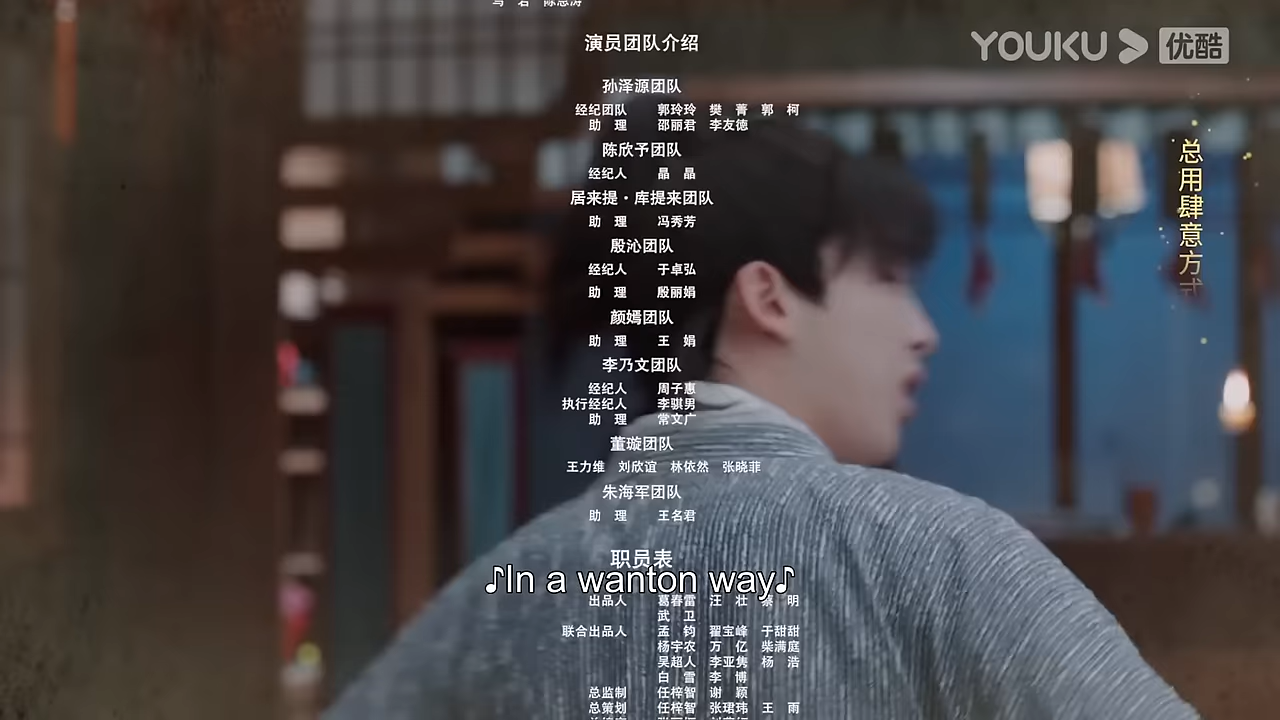 演员团队介绍
YOUKU 优酷
孙泽源团队
经纪团队 郭玲玲 樊菁 郭柯
助理 邵丽君 李友德
陈欣予团队
经纪人 晶晶
居来提·库提来团队
助理 冯秀芳
殷沁团队
经纪人 于卓弘
助理 殷丽娟
颜嫣团队
助理 王娟
李乃文团队
经纪人 周子惠
执行经纪人 李骐男
助理 常文广
董璇团队
王力维 刘欣谊 林依然 张晓菲
朱海军团队
助理 王名君
职员表
♪In a wanton way♪
出品人 葛春雷 汪壮 蔡明
武卫
联合出品人 孟钧 翟宝峰 于甜甜
杨宇农 万亿 柴满庭
吴超人 李亚隽 杨浩
白雪 李博
总监制 任梓智 谢颖
总策划 任梓智 张珺玮 王雨
总用肆意方式